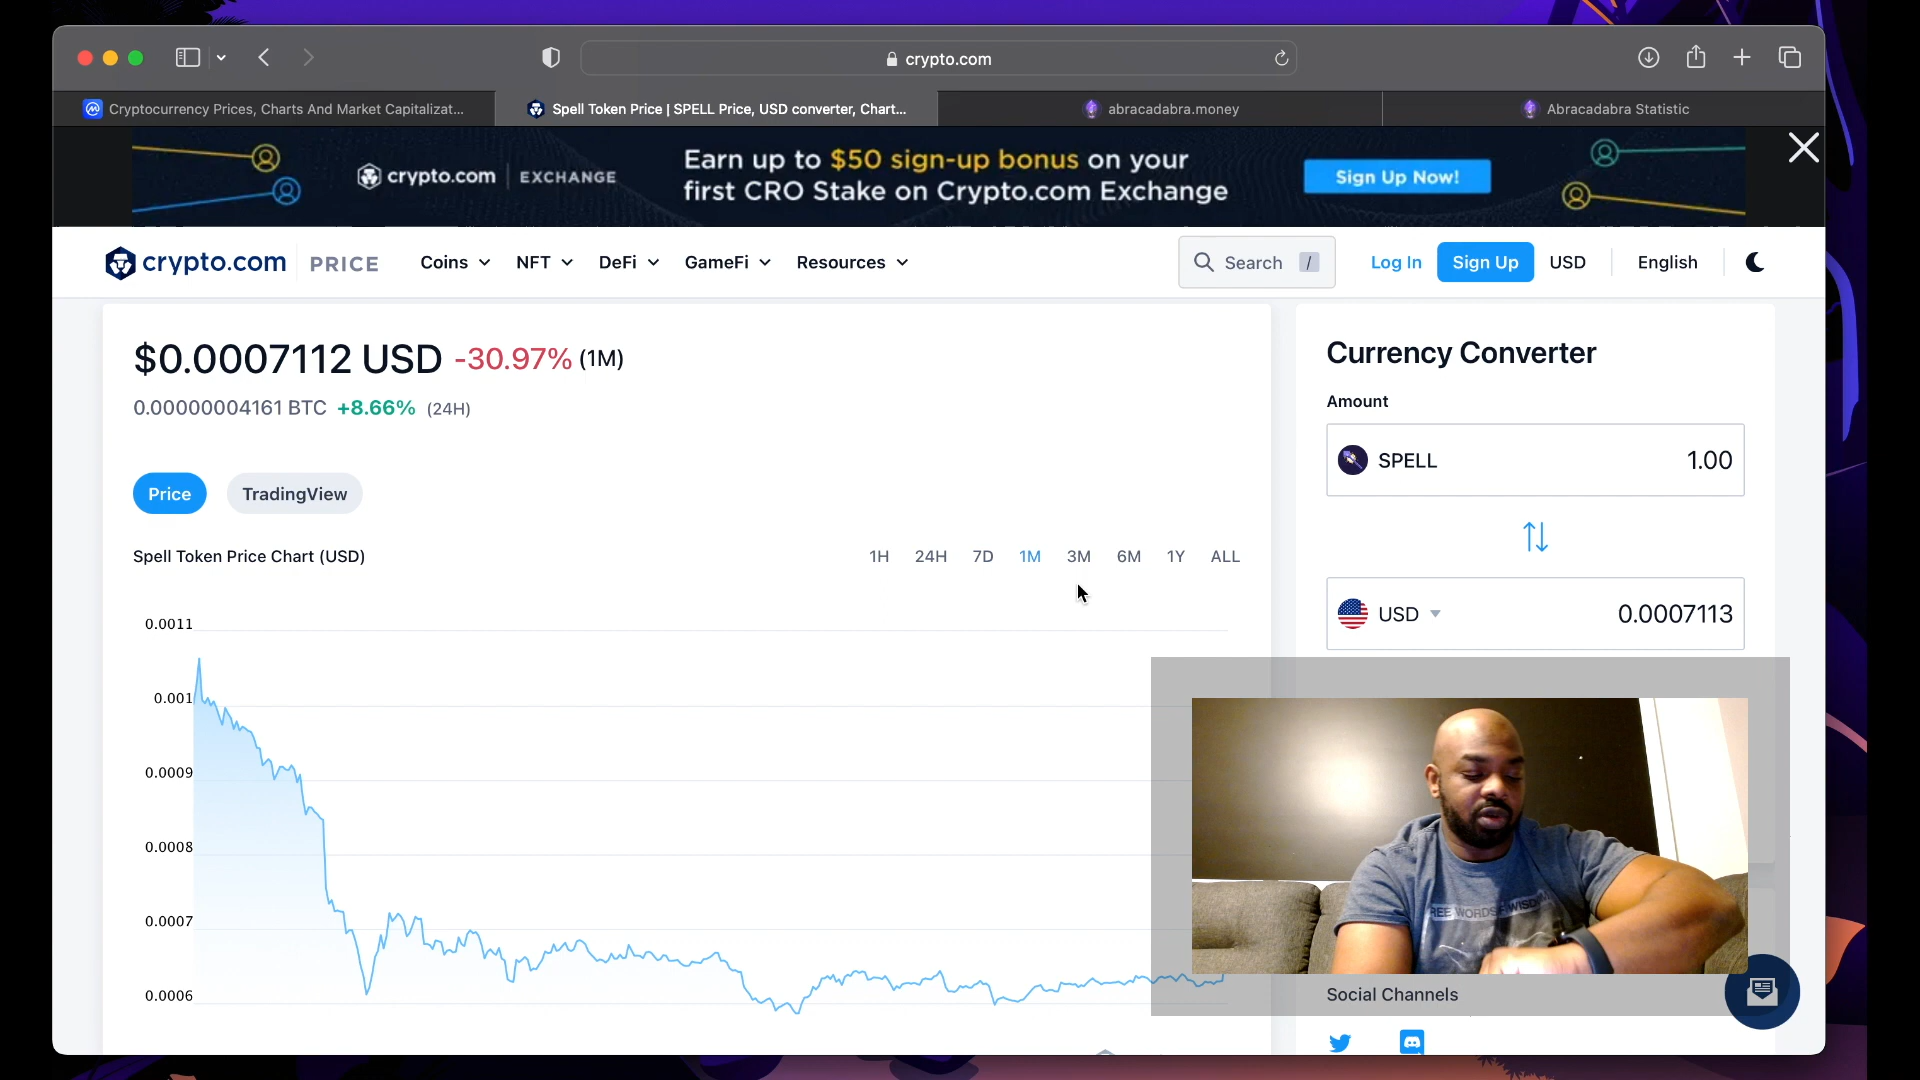 crypto.com
Cryptocurrency Prices, Charts And Market Capitalizat...
Spell Token Price | SPELL Price, USD converter, Chart...
abracadabra.money
Abracadabra Statistic
crypto.com | EXCHANGE
Earn up to $50 sign-up bonus on your
first CRO Stake on Crypto.com Exchange
Sign Up Now!
crypto.com PRICE
Coins
NFT
DeFi
GameFi
Resources
Search /
Log In
Sign Up
USD
English
$0.0007112 USD -30.97% (1M)
0.00000004161 BTC +8.66% (24H)
Price
TradingView
Spell Token Price Chart (USD)
1H 24H 7D 1M 3M 6M 1Y ALL
0.0011
0.001
0.0009
0.0008
0.0007
0.0006
Currency Converter
Amount
SPELL 1.00
USD 0.0007113
REE WORDS F WISD
Social Channels